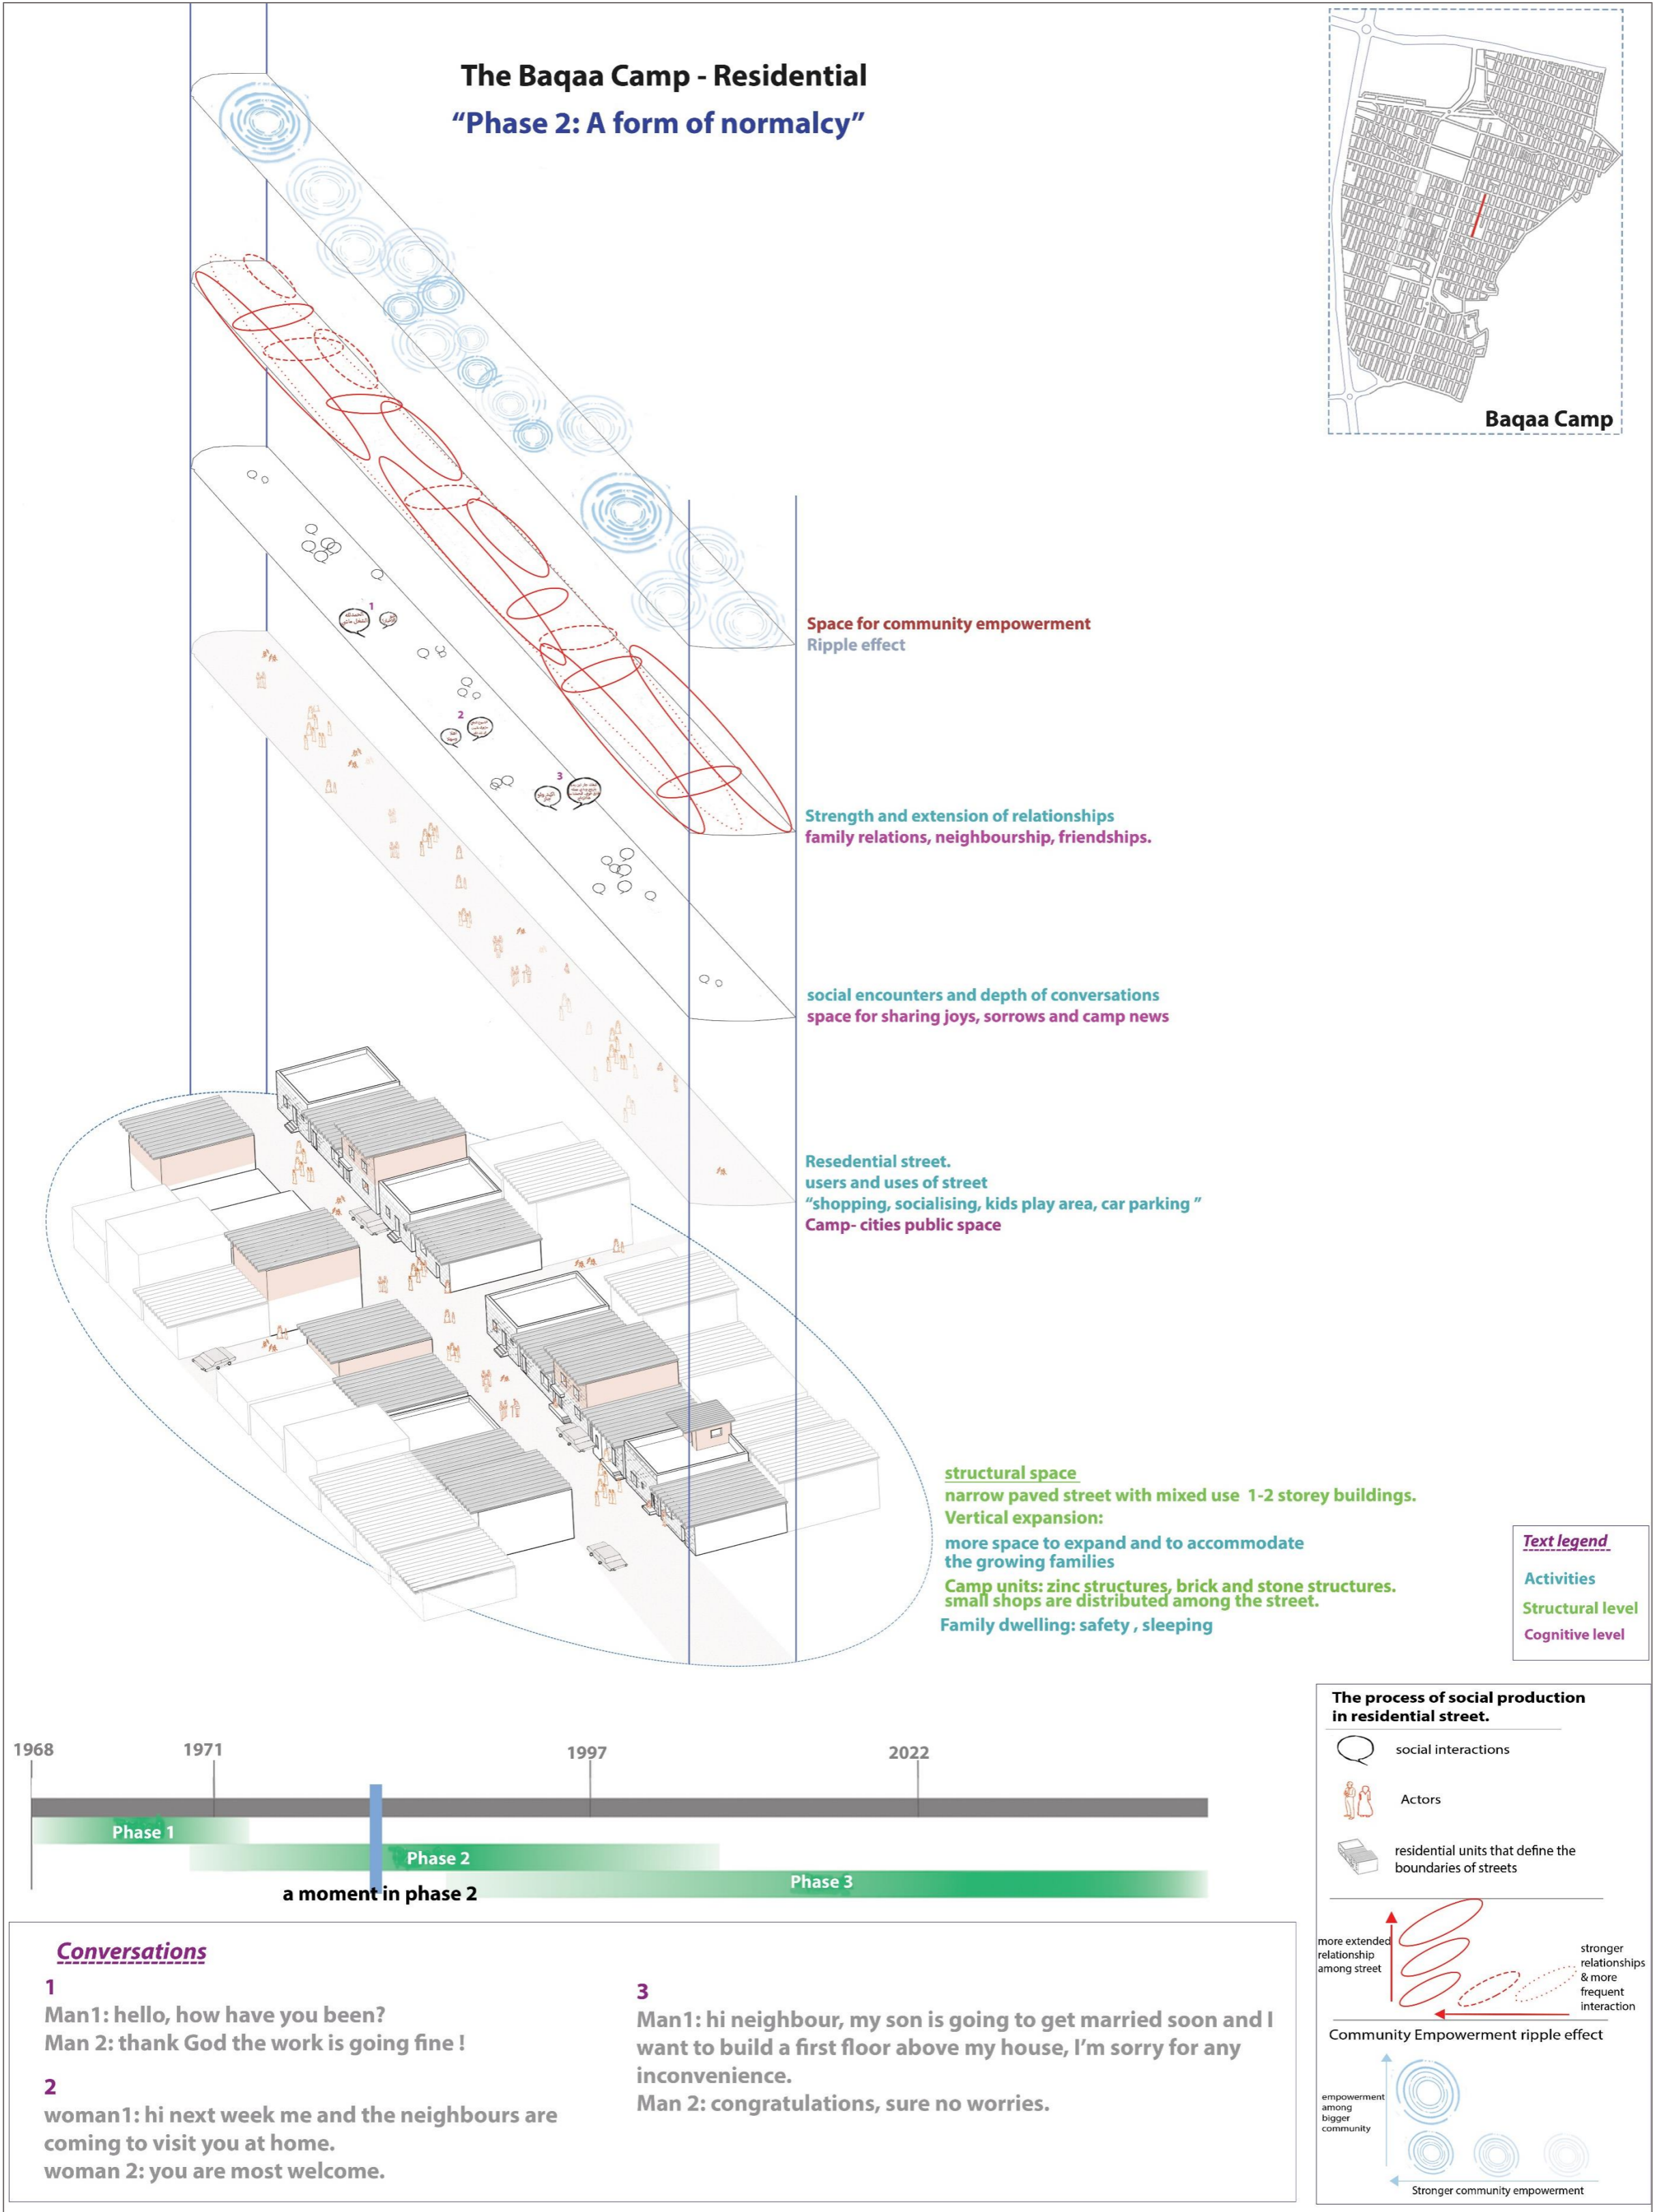 The Baqaa Camp - Residential
“Phase 2: A form of normalcy”
Baqaa Camp
1
2
3
Space for community empowerment
Ripple effect
Strength and extension of relationships
family relations, neighbourship, friendships.
social encounters and depth of conversations
space for sharing joys, sorrows and camp news
Resedential street.
users and uses of street
“shopping, socialising, kids play area, car parking ”
Camp- cities public space
structural space
narrow paved street with mixed use 1-2 storey buildings.
Vertical expansion:
more space to expand and to accommodate
the growing families
Camp units: zinc structures, brick and stone structures.
small shops are distributed among the street.
Family dwelling: safety , sleeping
Text legend
Activities
Structural level
Cognitive level
1968
1971
1997
2022
Phase 1
Phase 2
Phase 3
a moment in phase 2
The process of social production
in residential street.
social interactions
Actors
residential units that define the
boundaries of streets
more extended
relationship
among street
stronger
relationships
& more
frequent
interaction
Community Empowerment ripple effect
empowerment
among
bigger
community
Stronger community empowerment
Conversations
1
Man1: hello, how have you been?
Man 2: thank God the work is going fine !
2
woman1: hi next week me and the neighbours are
coming to visit you at home.
woman 2: you are most welcome.
3
Man1: hi neighbour, my son is going to get married soon and I
want to build a first floor above my house, I’m sorry for any
inconvenience.
Man 2: congratulations, sure no worries.